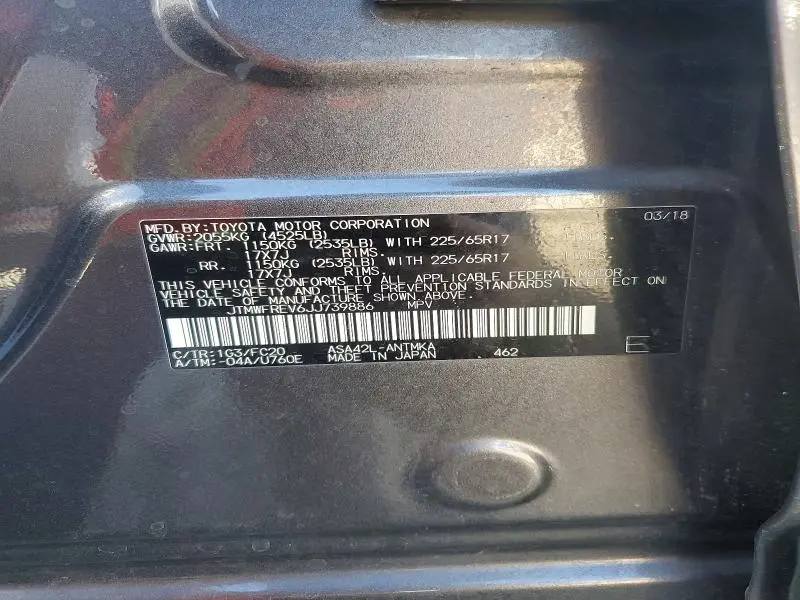 MFD.BY:TOYOTA MOTOR CORPORATION 03/18
GVWR:2055KG (4525LB)
GAWR:FRT. 1150KG (2535LB) WITH 225/65R17
17X7J RIMS.
RR. 1150KG (2535LB) WITH 225/65R17
17X7J RIMS.
THIS VEHICLE CONFORMS TO ALL APPLICABLE FEDERAL MOTOR
VEHICLE SAFETY AND THEFT PREVENTION STANDARDS IN EFFECT ON
THE DATE OF MANUFACTURE SHOWN ABOVE.
JTMWFREV6JJ739886 MPV
C/TR:1G3/FC20 ASA42L-ANTMKA
A/TM:-04A/U760E MADE IN JAPAN 462 E